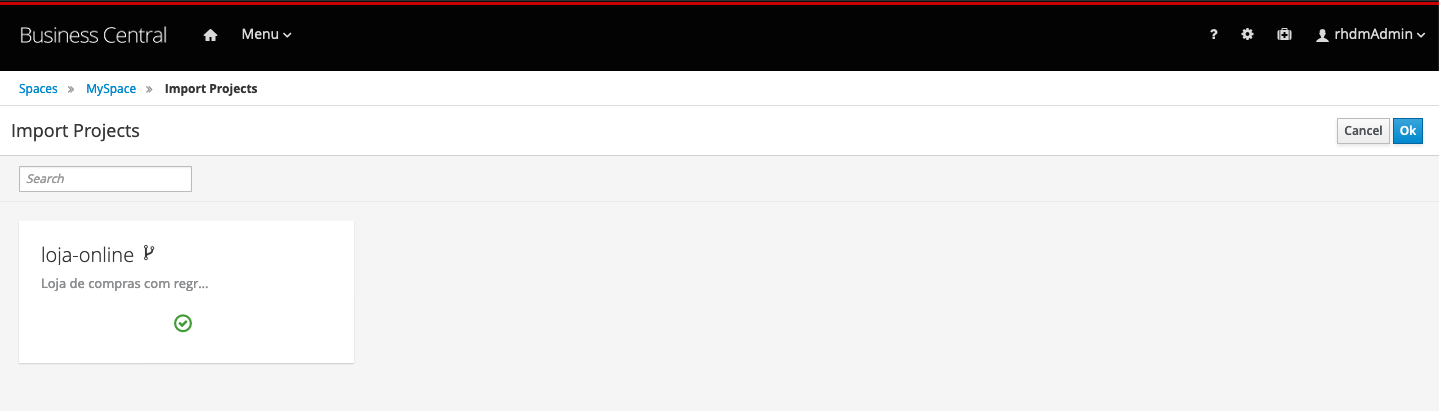 Business Central Menu ? rhdmAdmin
Spaces » MySpace » Import Projects
Import Projects Cancel Ok
Search
loja-online
Loja de compras com regr...